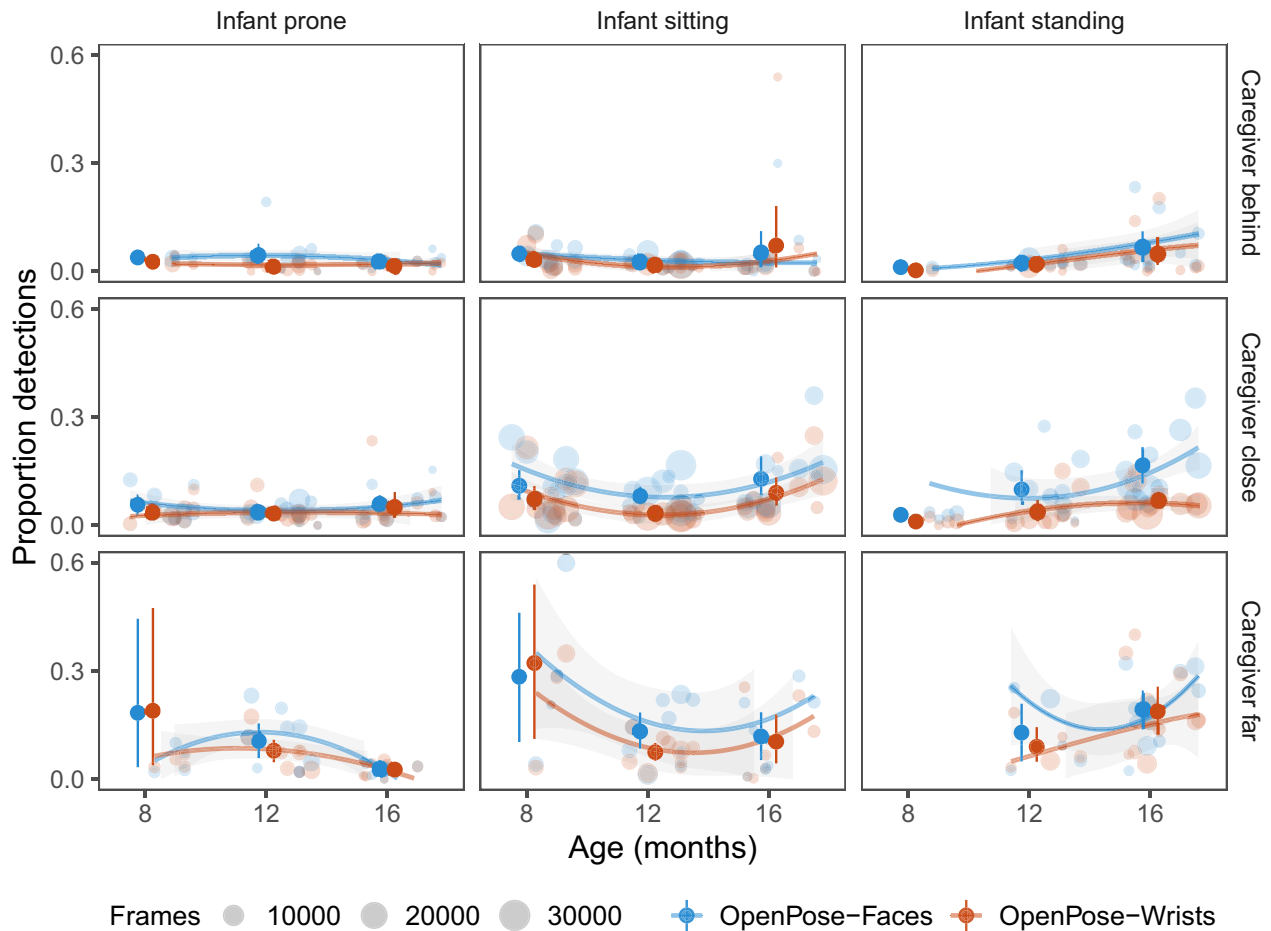 Infant prone Infant sitting Infant standing
0.6
0.3
0.0
Caregiver behind
0.6
0.3
0.0
Caregiver close
0.6
0.3
0.0
Caregiver far
Proportion detections
8 12 16 8 12 16 8 12 16
Age (months)
Frames 10000 20000 30000 OpenPose−Faces OpenPose−Wrists